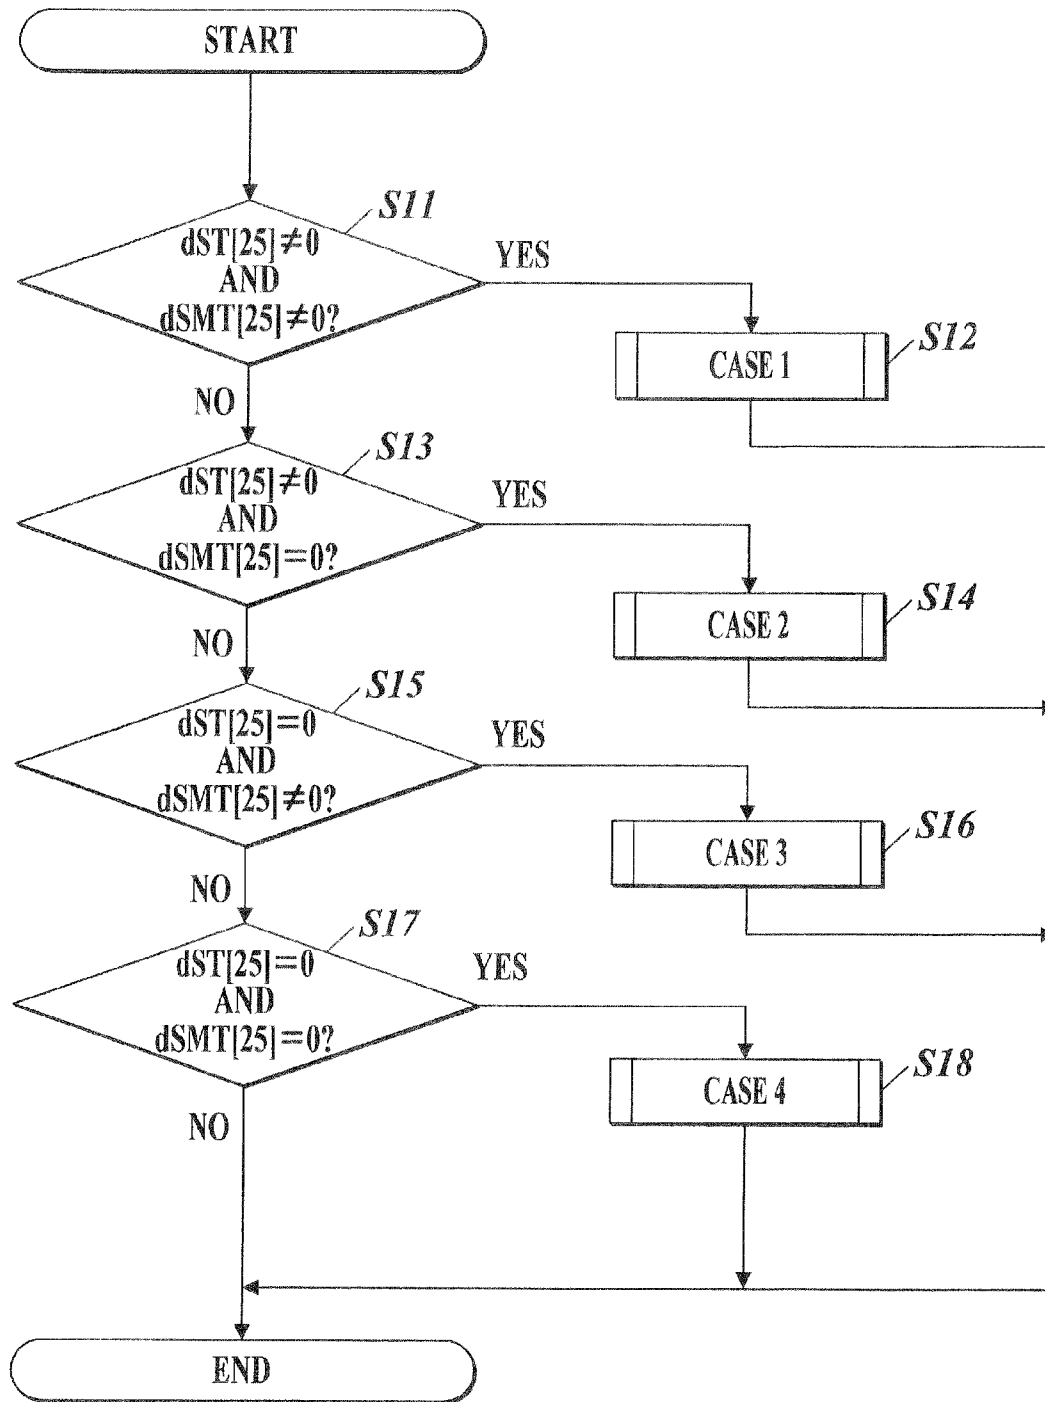 START
S11
dST[25]≠0
AND
dSMT[25]≠0?
YES
CASE 1
S12
NO
S13
dST[25]≠0
AND
dSMT[25]=0?
YES
CASE 2
S14
NO
S15
dST[25]=0
AND
dSMT[25]≠0?
YES
CASE 3
S16
NO
S17
dST[25]=0
AND
dSMT[25]=0?
YES
CASE 4
S18
NO
END